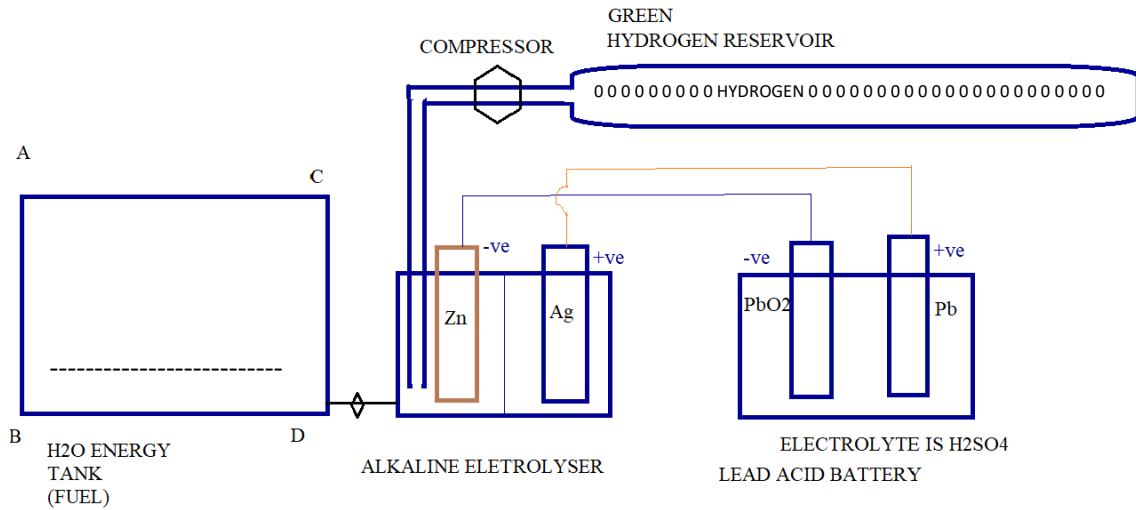 GREEN
HYDROGEN RESERVOIR
COMPRESSOR
0 0 0 0 0 0 0 0 0 HYDROGEN 0 0 0 0 0 0 0 0 0 0 0 0 0 0 0 0 0 0 0 0 0 0
A
C
-ve
+ve
-ve
+ve
Zn
Ag
PbO2
Pb
B
D
H2O ENERGY
TANK
(FUEL)
ALKALINE ELETROLYSER
ELECTROLYTE IS H2SO4
LEAD ACID BATTERY